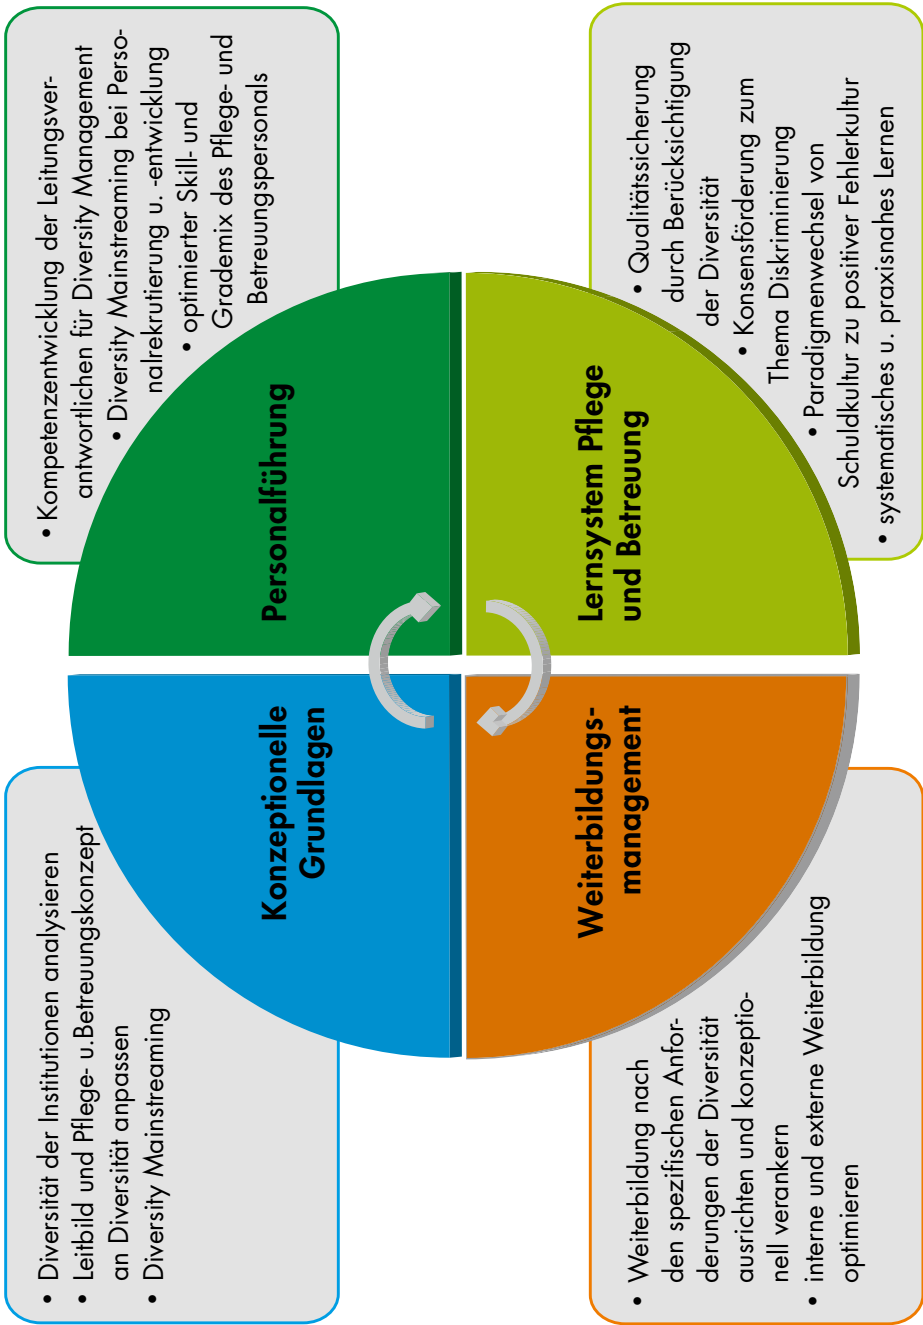 • Diversität der Institutionen analysieren
• Leitbild und Pflege- u.Betreuungskonzept
an Diversität anpassen
• Diversity Mainstreaming
• Kompetenzentwicklung der Leitungsver-
antwortlichen für Diversity Management
• Diversity Mainstreaming bei Perso-
nalrekrutierung u. -entwicklung
• optimierter Skill- und
Grademix des Pflege- und
Betreuungspersonals
Konzeptionelle
Grundlagen
Personalführung
Weiterbildungs-
management
Lernsystem Pflege
und Betreuung
• Weiterbildung nach
den spezifischen Anfor-
derungen der Diversität
ausrichten und konzeptio-
nell verankern
• interne und externe Weiterbildung
optimieren
• Qualitätssicherung
durch Berücksichtigung
der Diversität
• Konsensförderung zum
Thema Diskriminierung
• Paradigmenwechsel von
Schuldkultur zu positiver Fehlerkultur
• systematisches u. praxisnahes Lernen